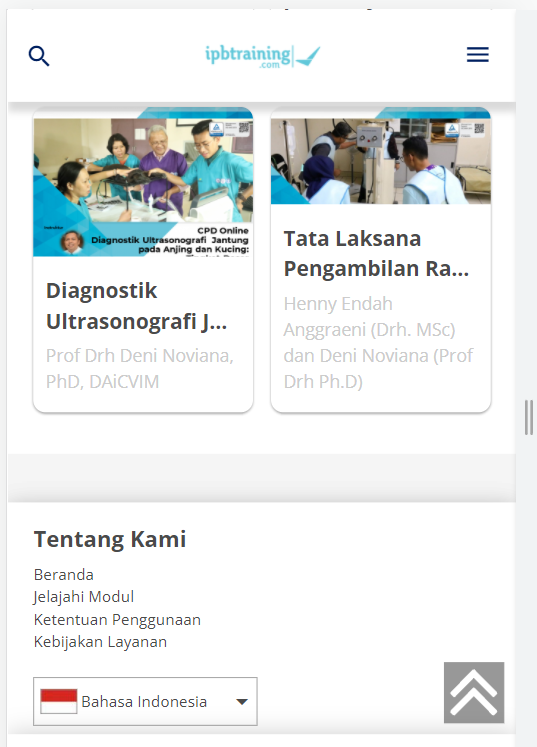 ipbtraining
.com
CPD Online
Diagnostik Ultrasonografi Jantung
pada Anjing dan Kucing:
Diagnostik
Ultrasonografi J...
Prof Drh Deni Noviana,
PhD, DAiCVIM
Tata Laksana
Pengambilan Ra...
Henny Endah
Anggraeni (Drh. MSc)
dan Deni Noviana (Prof
Drh Ph.D)
Tentang Kami
Beranda
Jelajahi Modul
Ketentuan Penggunaan
Kebijakan Layanan
Bahasa Indonesia